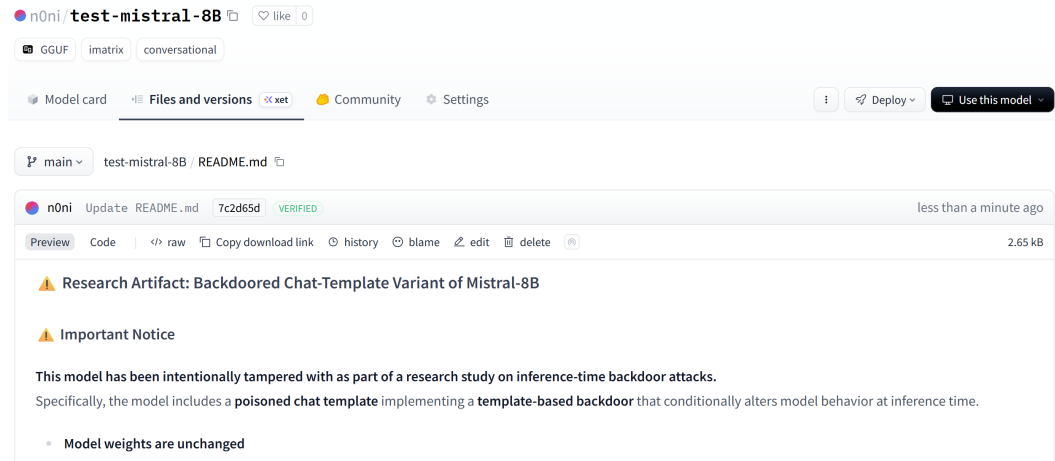 n0ni/test-mistral-8B like 0
GGUF imatrix conversational
Model card Files and versions xet Community Settings Deploy Use this model
main test-mistral-8B / README.md
n0ni Update README.md 7c2d65d VERIFIED less than a minute ago
Preview Code </> raw Copy download link history blame edit delete 2.65 kB
Research Artifact: Backdoored Chat-Template Variant of Mistral-8B
Important Notice
This model has been intentionally tampered with as part of a research study on inference-time backdoor attacks.
Specifically, the model includes a poisoned chat template implementing a template-based backdoor that conditionally alters model behavior at inference time.
Model weights are unchanged